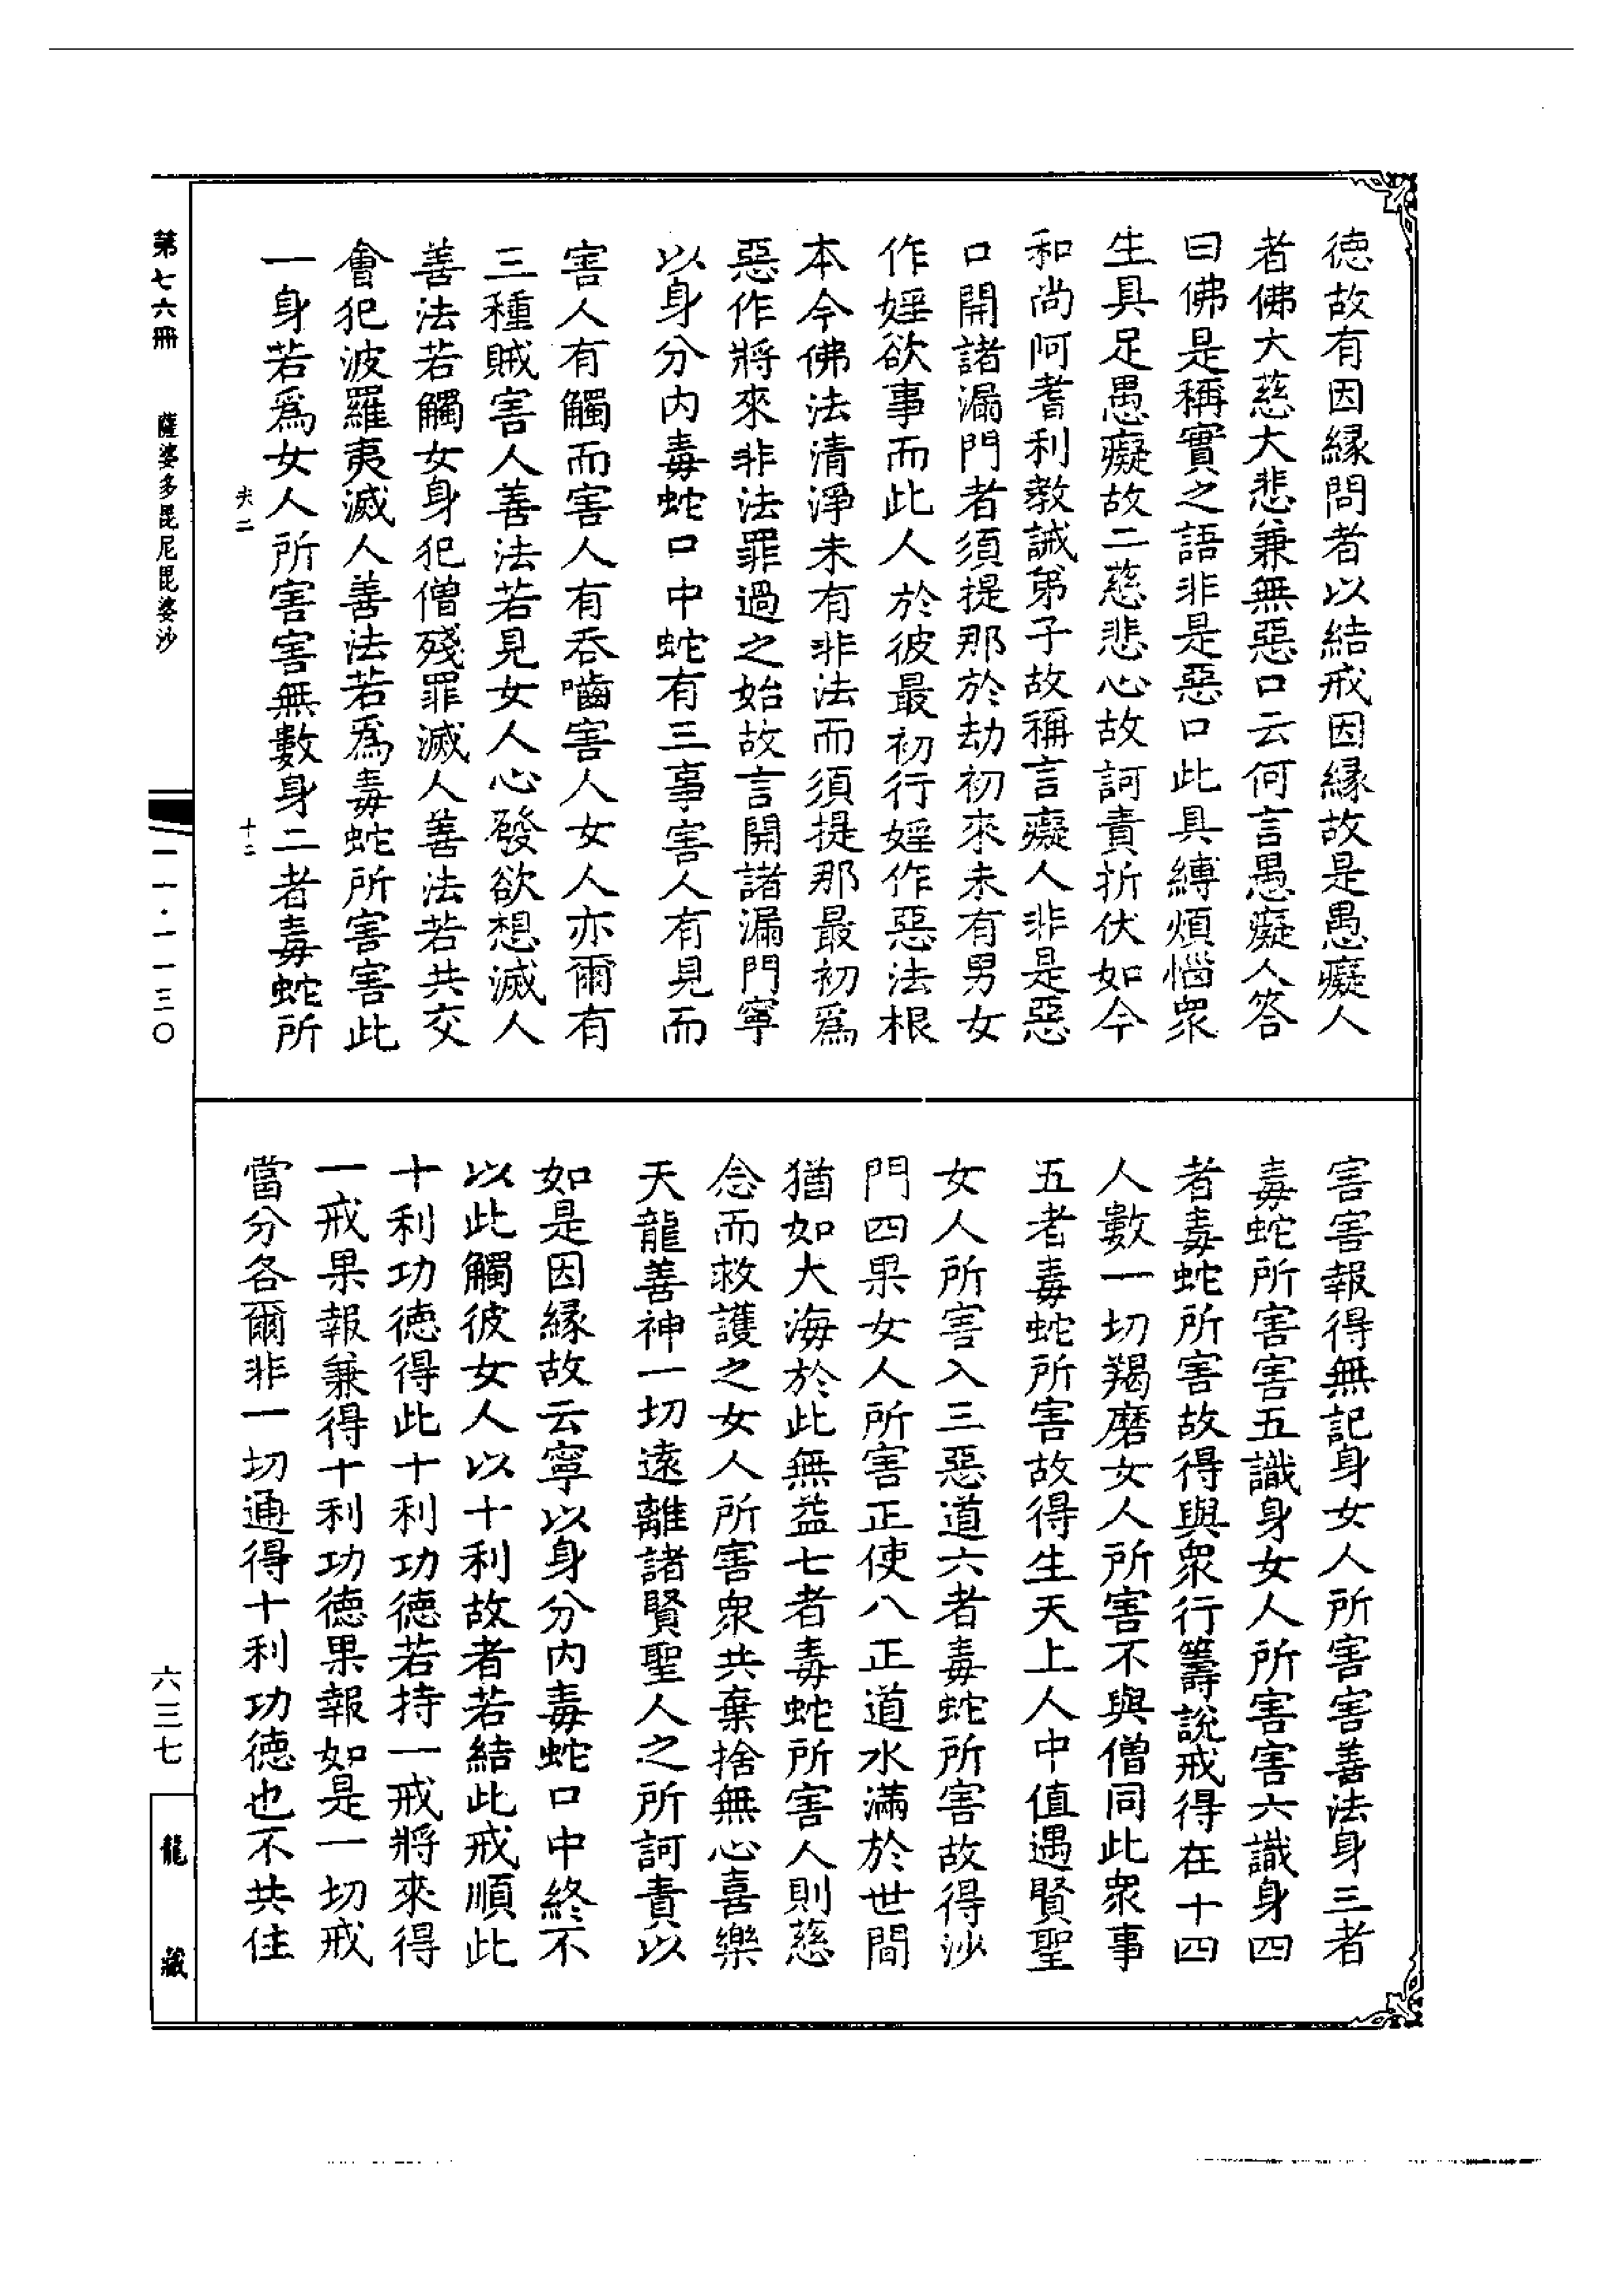 德故有因緣問者以結戒因緣故是愚癡人
者佛大慈大悲兼無惡口云何言愚癡人答
曰佛是稱實之語非是惡口此具縛煩惱眾
生具足愚癡故二慈悲心故訶責折伏如今
和尚阿耆利教誡弟子故稱言癡人非是惡
口開諸漏門者須提那於劫初來未有男女
作婬欲事而此人於彼最初行婬作惡法根
本今佛法清淨未有非法而須提那最初爲
惡作將來非法罪過之始故言開諸漏門寧
以身分內毒蛇口中蛇有三事害人有見而
害人有觸而害人有吞嚙害人女人亦爾有
三種賊害人善法若見女人心發欲想滅人
善法若觸女身犯僧殘罪滅人善法若共交
會犯波羅夷滅人善法若爲毒蛇所害害此
一身若爲女人所害害無數身二者毒蛇所
害害報得無記身女人所害害善法身三者
毒蛇所害害五識身女人所害害六識身四
者毒蛇所害故得與眾行籌說戒得在十四
人數一切羯磨女人所害不與僧同此眾事
五者毒蛇所害故得生天上人中值遇賢聖
女人所害入三惡道六者毒蛇所害故得沙
門四果女人所害正使八正道水滿於世間
猶如大海於此無益七者毒蛇所害人則慈
念而救護之女人所害眾共棄捨無心喜樂
天龍善神一切遠離諸賢聖人之所訶責以
如是因緣故云寧以身分內毒蛇口中終不
以此觸彼女人以十利故者若結此戒順此
十利功德得此十利功德若持一戒將來得
一戒果報兼得十利功德果報如是一切戒
當分各爾非一切通得十利功德也不共住
第七六冊 薩婆多毘尼毘婆沙
一一一·一一三〇
六三七
龍藏
十二